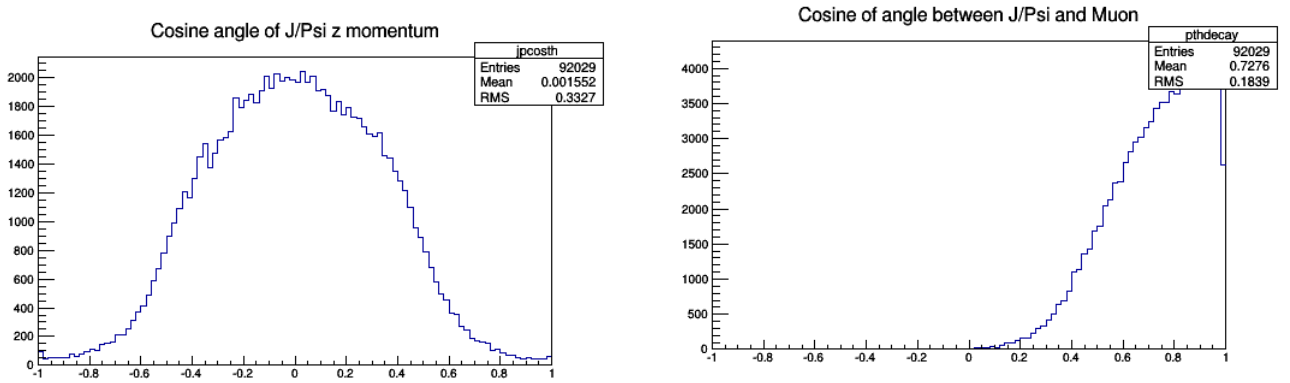 Cosine angle of J/Psi z momentum
jpcosth
Entries 92029
Mean 0.001552
RMS 0.3327
2000
1800
1600
1400
1200
1000
800
600
400
200
0
-1 -0.8 -0.6 -0.4 -0.2 0 0.2 0.4 0.6 0.8 1
Cosine of angle between J/Psi and Muon
pthdecay
Entries 92029
Mean 0.7276
RMS 0.1839
4000
3500
3000
2500
2000
1500
1000
500
0
-1 -0.8 -0.6 -0.4 -0.2 0 0.2 0.4 0.6 0.8 1